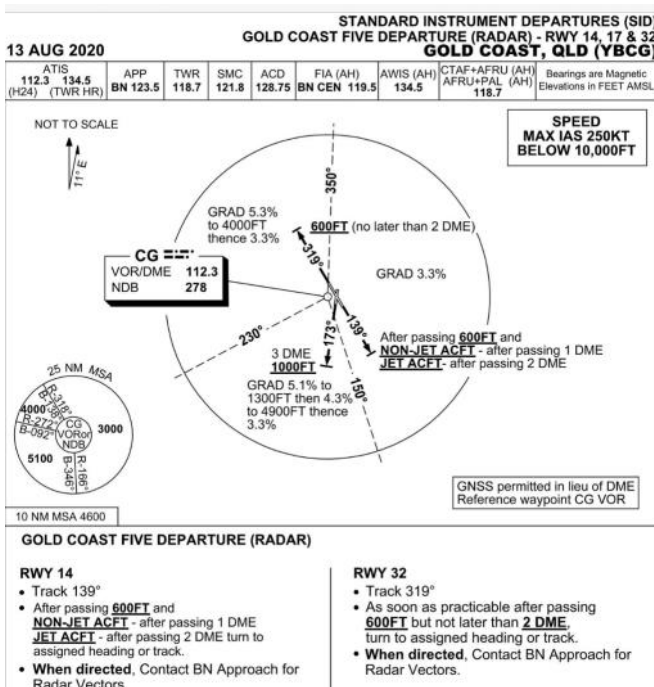 STANDARD INSTRUMENT DEPARTURES (SID)
GOLD COAST FIVE DEPARTURE (RADAR) - RWY 14, 17 & 32
13 AUG 2020
GOLD COAST, QLD (YBCG)
ATIS
112.3 134.5
(H24) (TWR HR)
APP
BN 123.5
TWR
118.7
SMC
121.8
ACD
128.75
FIA (AH)
BN CEN 119.5
AWIS (AH)
134.5
CTAF+AFRU (AH)
AFRU+PAL (AH)
118.7
Bearings are Magnetic
Elevations in FEET AMSL
NOT TO SCALE
11° E
SPEED
MAX IAS 250KT
BELOW 10,000FT
350°
GRAD 5.3%
to 4000FT
thence 3.3%
600FT (no later than 2 DME)
319°
GRAD 3.3%
CG
VOR/DME 112.3
NDB 278
230°
173°
139°
150°
3 DME
1000FT
GRAD 5.1% to
1300FT then 4.3%
to 4900FT thence
3.3%
After passing 600FT and
NON-JET ACFT - after passing 1 DME
JET ACFT- after passing 2 DME
25 NM MSA
R-318°
B-138°
4000
R-272°
B-092°
CG
VORor
NDB
3000
5100
B-346°
R-166°
10 NM MSA 4600
GNSS permitted in lieu of DME
Reference waypoint CG VOR
GOLD COAST FIVE DEPARTURE (RADAR)
RWY 14
• Track 139°
• After passing 600FT and
NON-JET ACFT - after passing 1 DME
JET ACFT - after passing 2 DME turn to
assigned heading or track.
• When directed, Contact BN Approach for
Radar Vectors.
RWY 32
• Track 319°
• As soon as practicable after passing
600FT but not later than 2 DME,
turn to assigned heading or track.
• When directed, Contact BN Approach for
Radar Vectors.